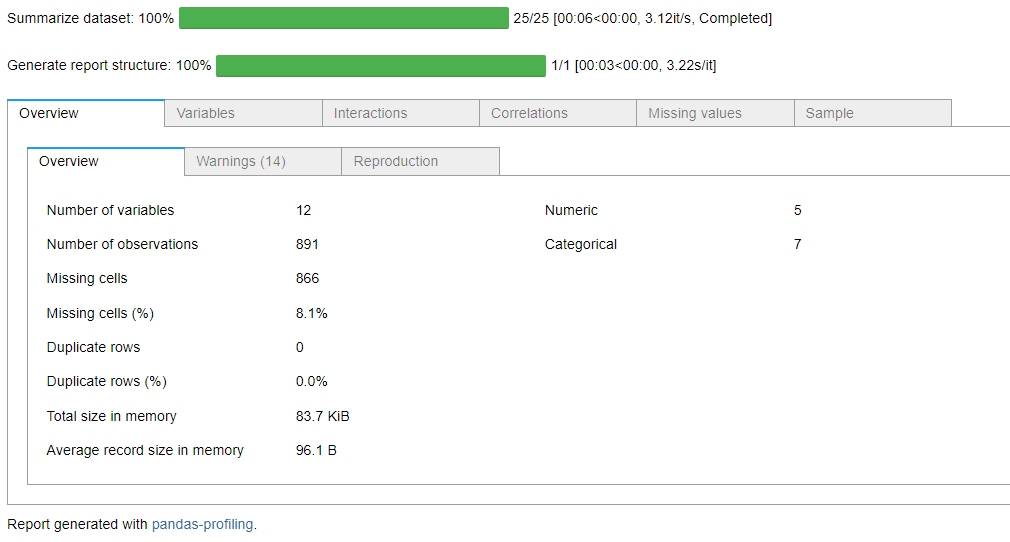 Summarize dataset: 100% 25/25 [00:06<00:00, 3.12it/s, Completed]
Generate report structure: 100% 1/1 [00:03<00:00, 3.22s/it]
Overview Variables Interactions Correlations Missing values Sample
Overview Warnings (14) Reproduction
Number of variables 12 Numeric 5
Number of observations 891 Categorical 7
Missing cells 866
Missing cells (%) 8.1%
Duplicate rows 0
Duplicate rows (%) 0.0%
Total size in memory 83.7 KiB
Average record size in memory 96.1 B
Report generated with pandas-profiling.